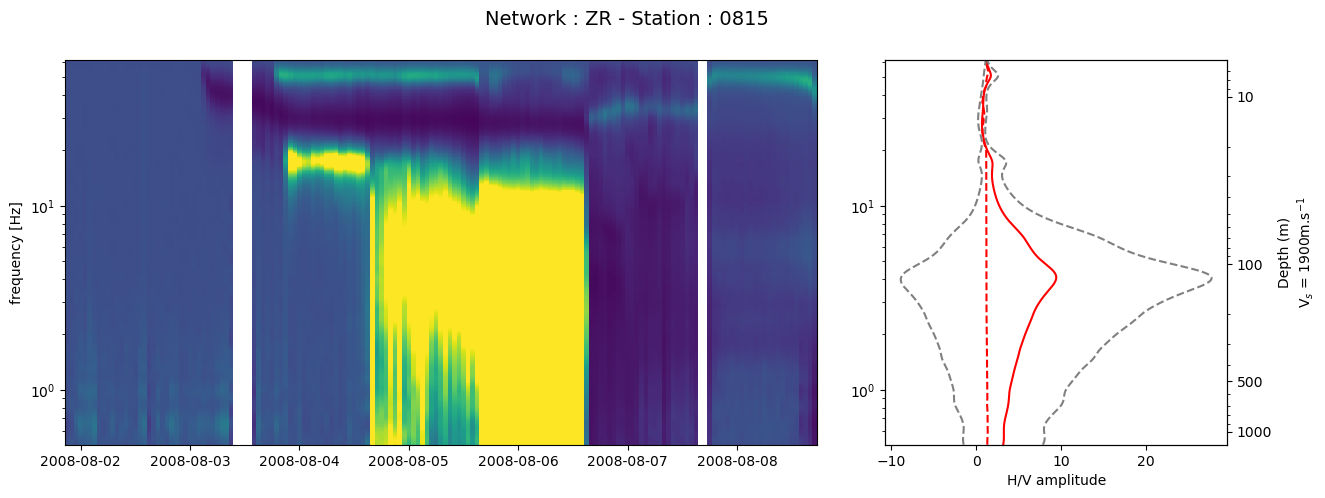 Network : ZR - Station : 0815
frequency [Hz]
10¹
10⁰
2008-08-02 2008-08-03 2008-08-04 2008-08-05 2008-08-06 2008-08-07 2008-08-08
10¹
10⁰
−10 0 10 20
H/V amplitude
10
100
500
1000
Depth (m)
Vₛ = 1900m.s⁻¹